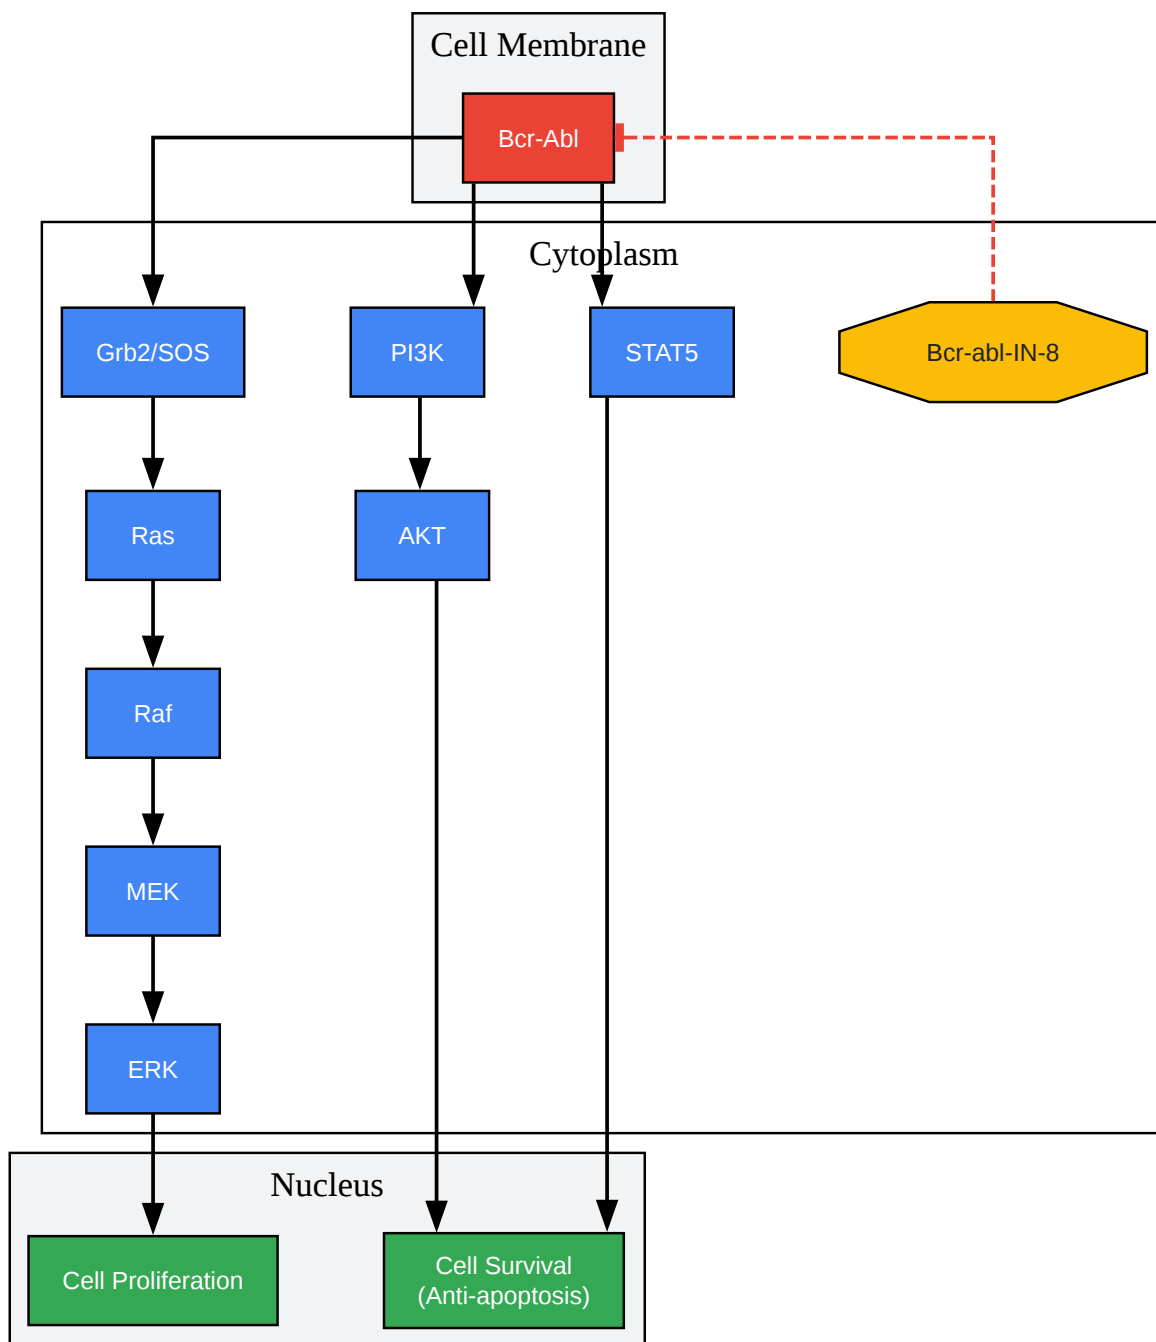 Cell Membrane
Bcr-Abl
Cytoplasm
Grb2/SOS
PI3K
STAT5
Bcr-abl-IN-8
Ras
AKT
Raf
MEK
ERK
Nucleus
Cell Proliferation
Cell Survival
(Anti-apoptosis)